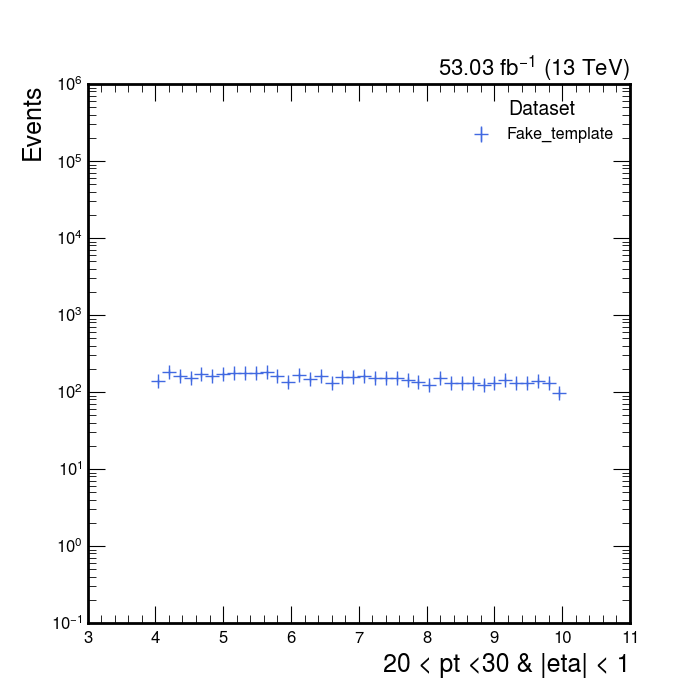 53.03 fb⁻¹ (13 TeV)
Events
Dataset
Fake_template
10⁶
10⁵
10⁴
10³
10²
10¹
10⁰
10⁻¹
3 4 5 6 7 8 9 10 11
20 < pt <30 & |eta| < 1